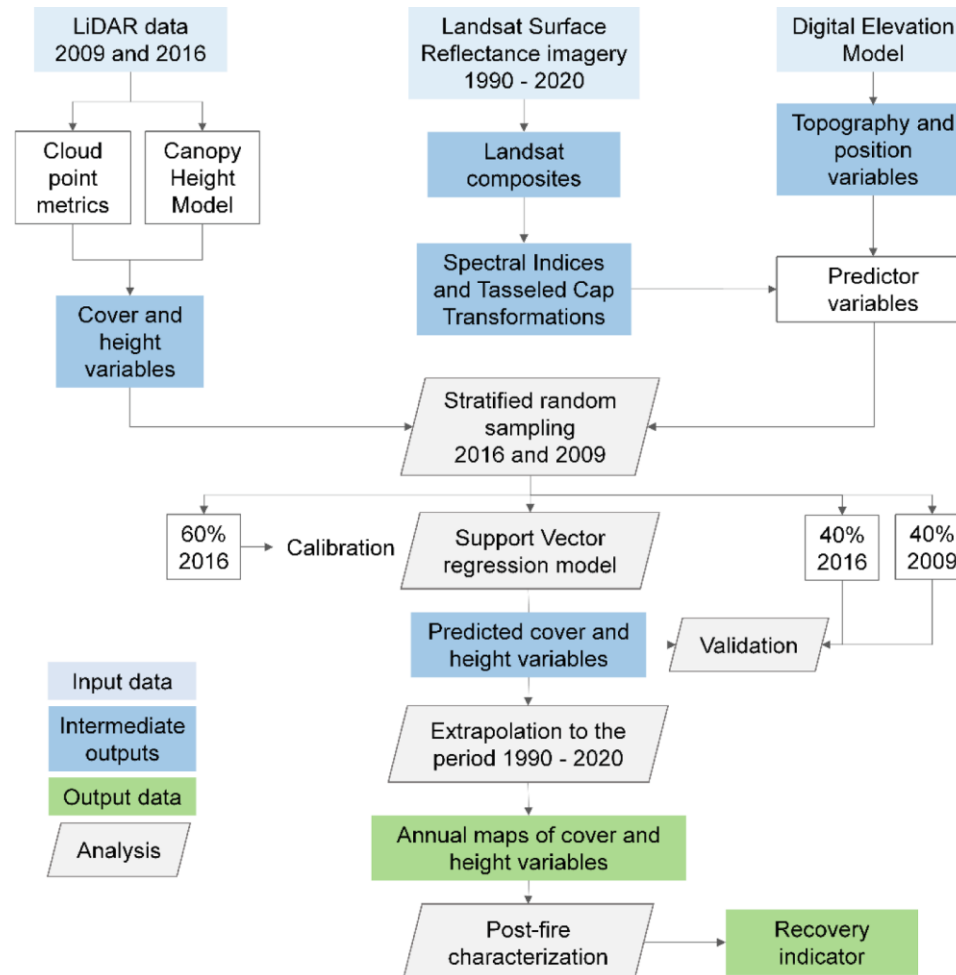 LiDAR data
2009 and 2016
Landsat Surface
Reflectance imagery
1990 - 2020
Digital Elevation
Model
Cloud
point
metrics
Canopy
Height
Model
Landsat
composites
Topography and
position
variables
Spectral Indices
and Tasseled Cap
Transformations
Predictor
variables
Cover and
height
variables
Stratified random
sampling
2016 and 2009
60%
2016
Calibration
Support Vector
regression model
40%
2016
40%
2009
Predicted cover and
height variables
Validation
Input data
Intermediate
outputs
Output data
Analysis
Extrapolation to the
period 1990 - 2020
Annual maps of cover and
height variables
Post-fire
characterization
Recovery
indicator